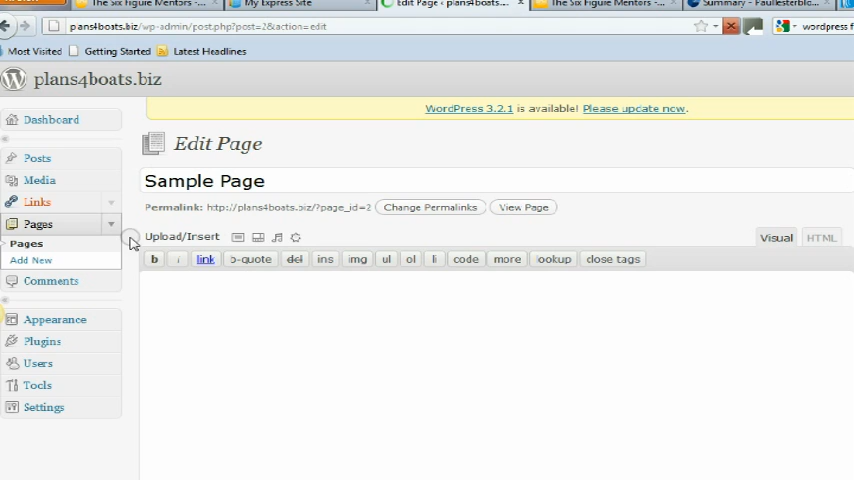 The Six Figure Mentors - ...
My Express Site
Edit Page ‹ plans4boats....
The Six Figure Mentors - ...
Summary - Paullesterblo...
plans4boats.biz/wp-admin/post.php?post=2&action=edit
wordpress f
Most Visited
Getting Started
Latest Headlines
plans4boats.biz
WordPress 3.2.1 is available! Please update now.
Dashboard
Edit Page
Posts
Media
Sample Page
Links
Permalink: http://plans4boats.biz/?page_id=2
Change Permalinks
View Page
Pages
Pages
Upload/Insert
Visual
HTML
Add New
b
i
link
b-quote
del
ins
img
ul
ol
li
code
more
lookup
close tags
Comments
Appearance
Plugins
Users
Tools
Settings